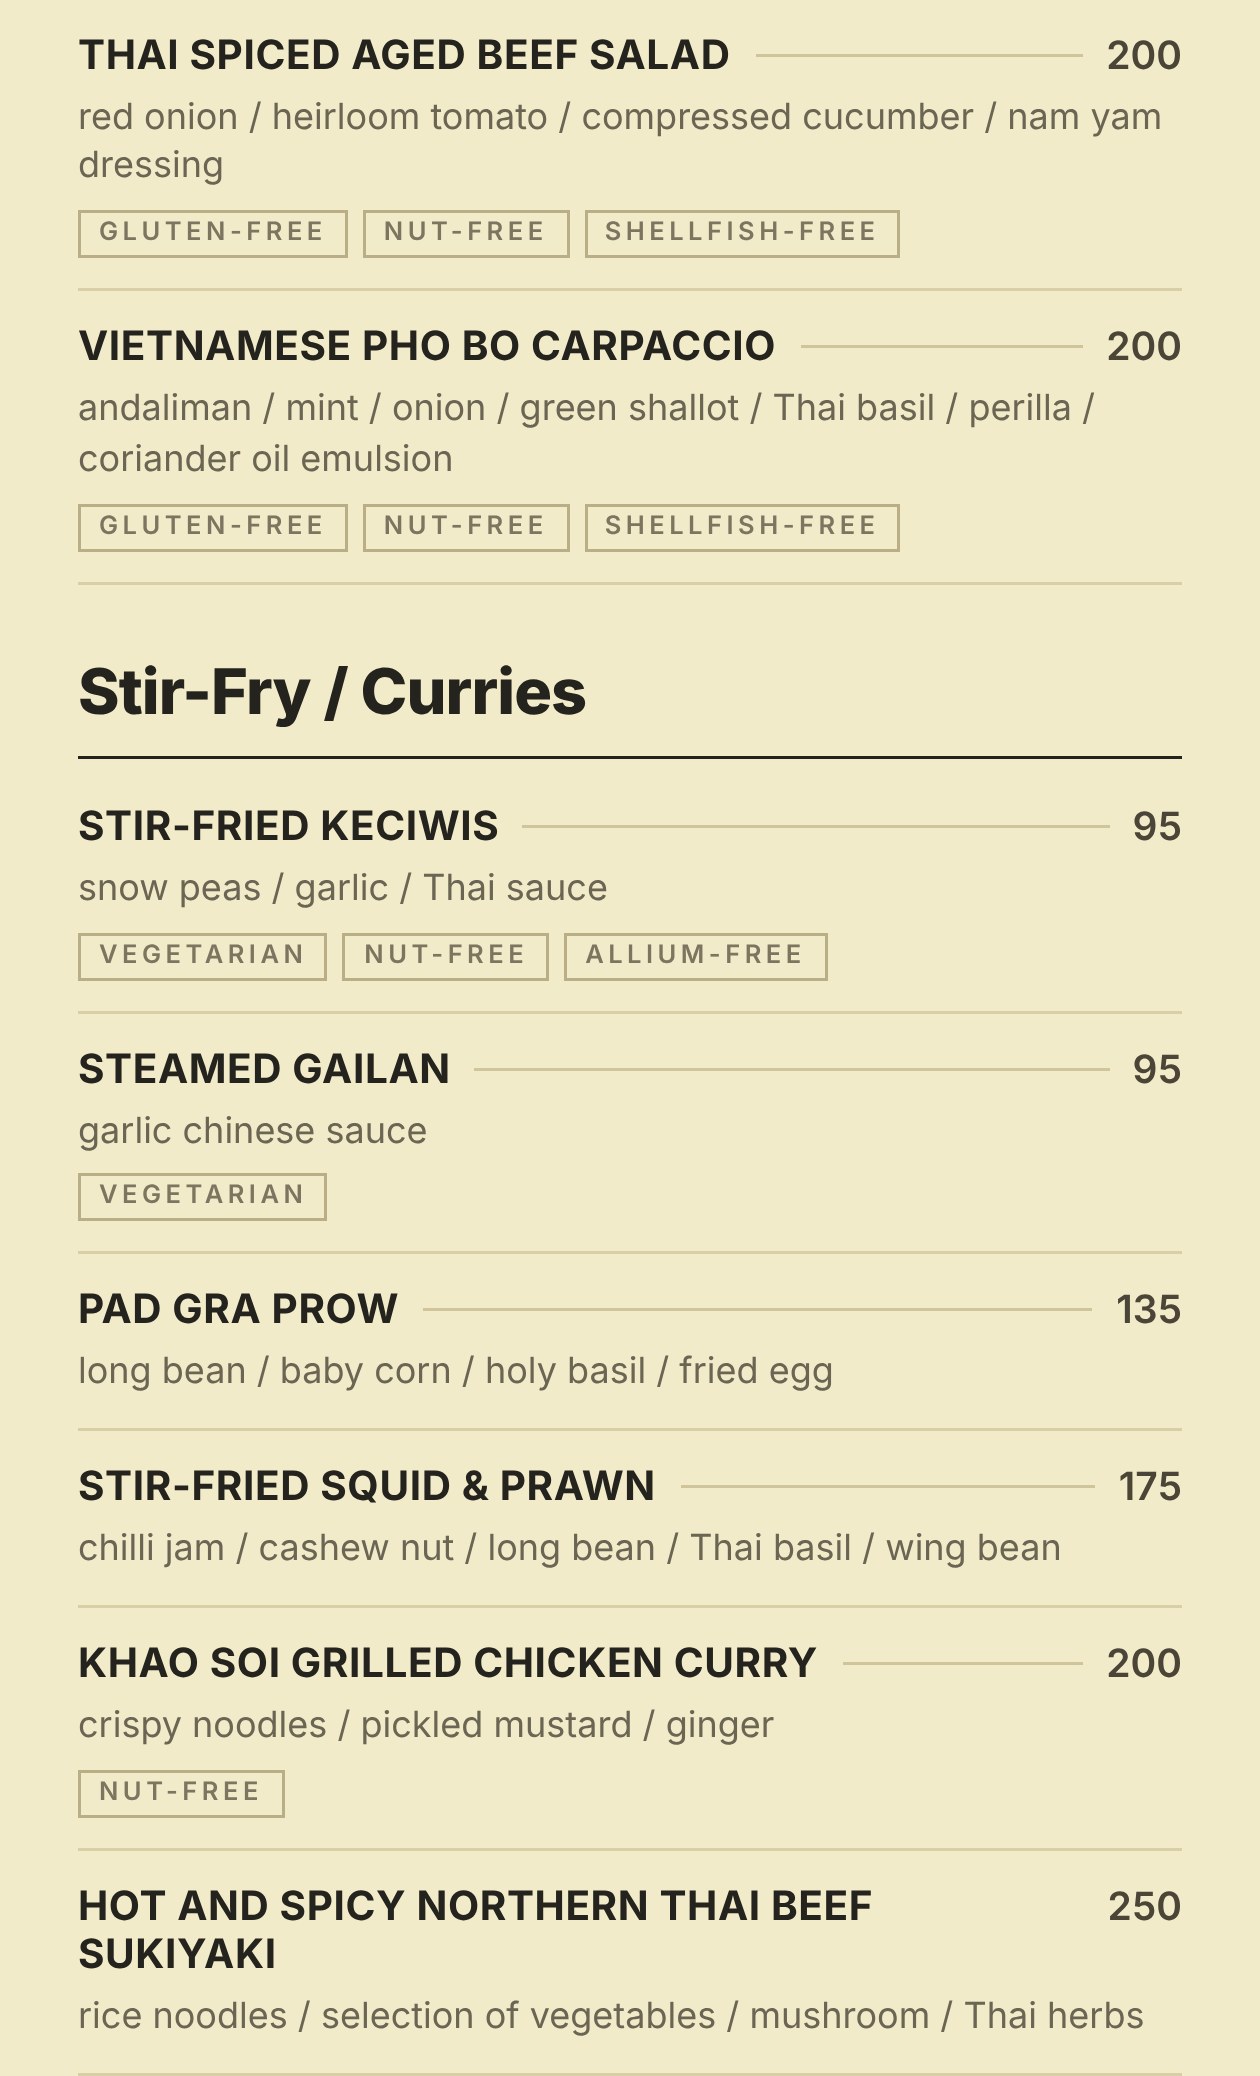 THAI SPICED AGED BEEF SALAD 200
red onion / heirloom tomato / compressed cucumber / nam yam
dressing
GLUTEN-FREE NUT-FREE SHELLFISH-FREE
VIETNAMESE PHO BO CARPACCIO 200
andaliman / mint / onion / green shallot / Thai basil / perilla /
coriander oil emulsion
GLUTEN-FREE NUT-FREE SHELLFISH-FREE
Stir-Fry / Curries
STIR-FRIED KECIWIS 95
snow peas / garlic / Thai sauce
VEGETARIAN NUT-FREE ALLIUM-FREE
STEAMED GAILAN 95
garlic chinese sauce
VEGETARIAN
PAD GRA PROW 135
long bean / baby corn / holy basil / fried egg
STIR-FRIED SQUID & PRAWN 175
chilli jam / cashew nut / long bean / Thai basil / wing bean
KHAO SOI GRILLED CHICKEN CURRY 200
crispy noodles / pickled mustard / ginger
NUT-FREE
HOT AND SPICY NORTHERN THAI BEEF 250
SUKIYAKI
rice noodles / selection of vegetables / mushroom / Thai herbs